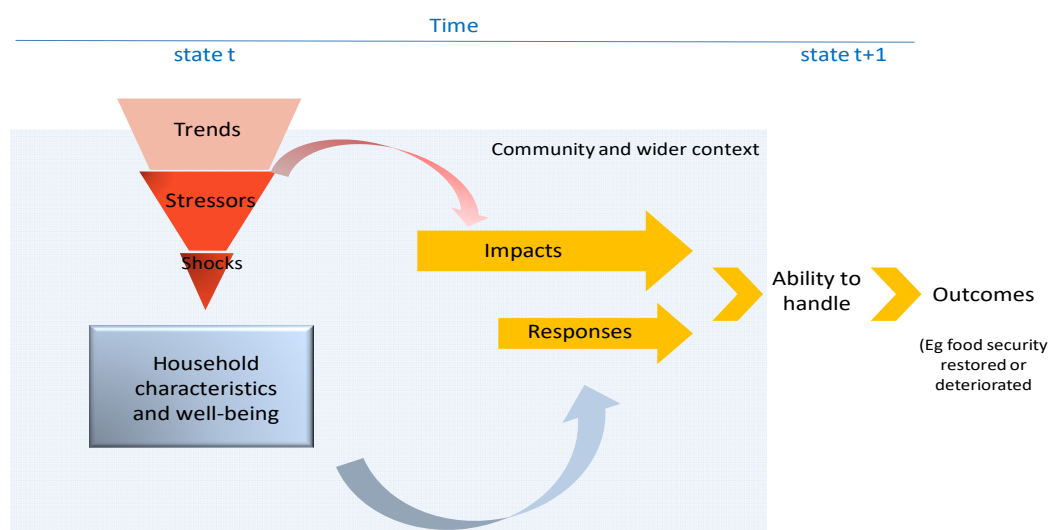 Time
state t
state t+1
Trends
Community and wider context
Stressors
Shocks
Impacts
Ability to
handle
Outcomes
Responses
(Eg food security
restored or
deteriorated
Household
characteristics
and well-being